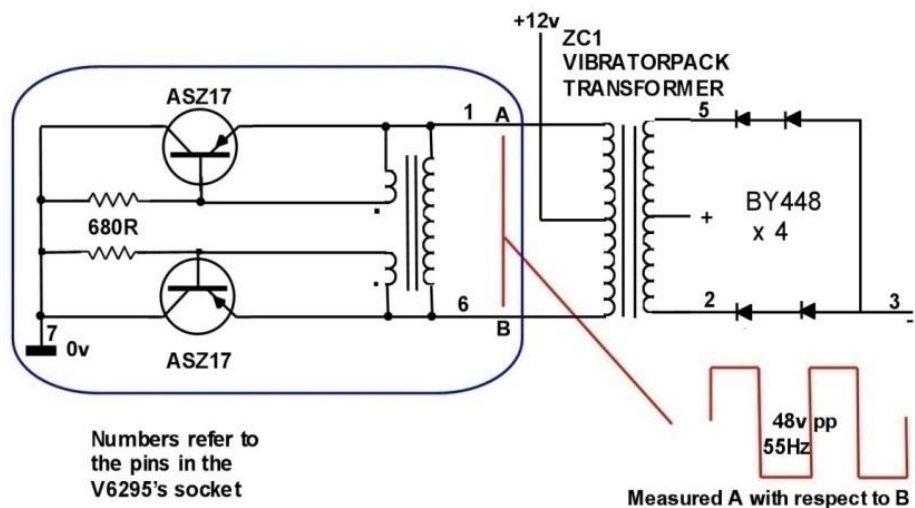 +12v
ZC1
VIBRATORPACK
TRANSFORMER
ASZ17
1
A
5
680R
+
BY448
x 4
6
B
2
3
-
7
0v
ASZ17
48v pp
55Hz
Numbers refer to
the pins in the
V6295's socket
Measured A with respect to B